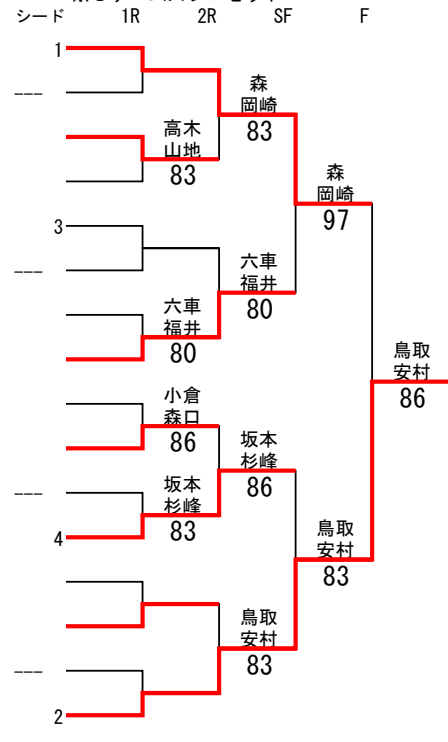 シード 1R 2R SF F
1
---
森
岡崎
83
高木
山地
83
森
岡崎
97
3
---
六車
福井
80
六車
福井
80
鳥取
安村
86
小倉
森口
86
坂本
杉峰
86
---
坂本
杉峰
83
4
鳥取
安村
83
鳥取
安村
83
---
2